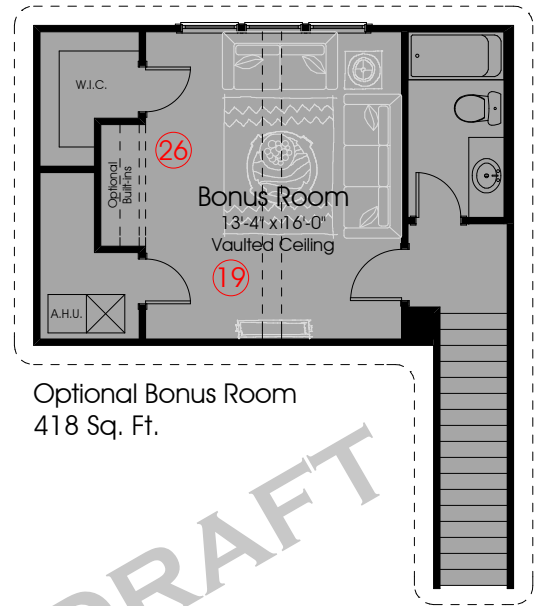 W.I.C.
26
Optional
Built-ins
Bonus Room
13'-4" x 16'-0"
Vaulted Ceiling
19
A.H.U.
Optional Bonus Room
418 Sq. Ft.
DRAFT